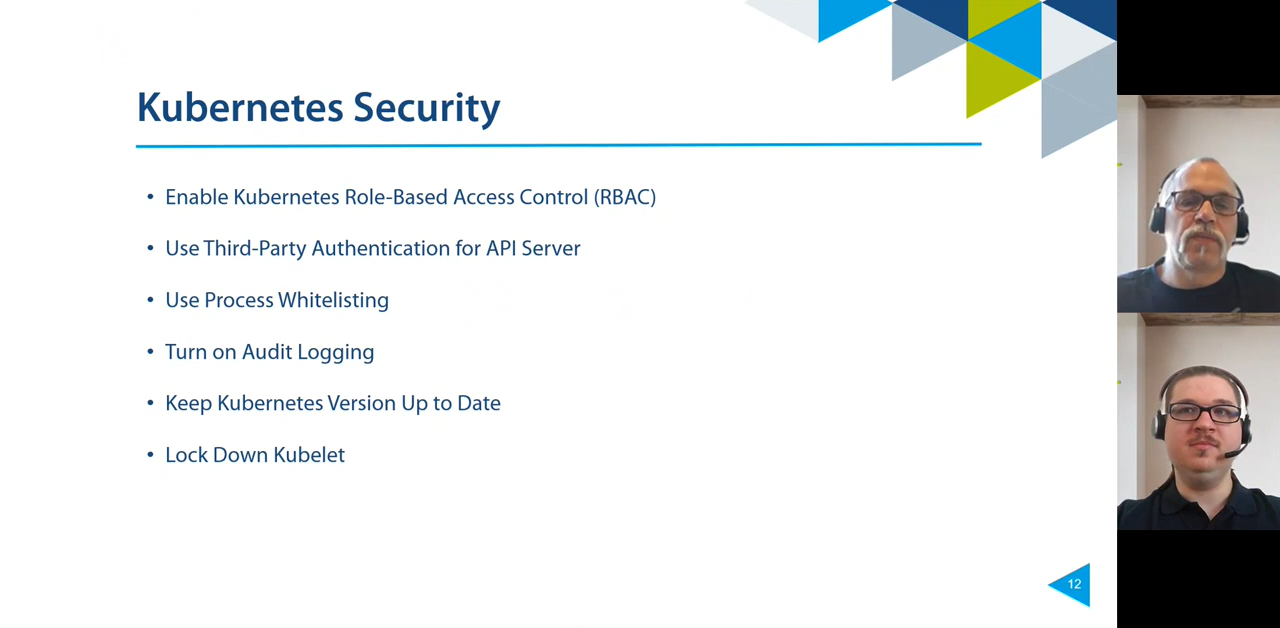 Kubernetes Security
• Enable Kubernetes Role-Based Access Control (RBAC)
• Use Third-Party Authentication for API Server
• Use Process Whitelisting
• Turn on Audit Logging
• Keep Kubernetes Version Up to Date
• Lock Down Kubelet
12